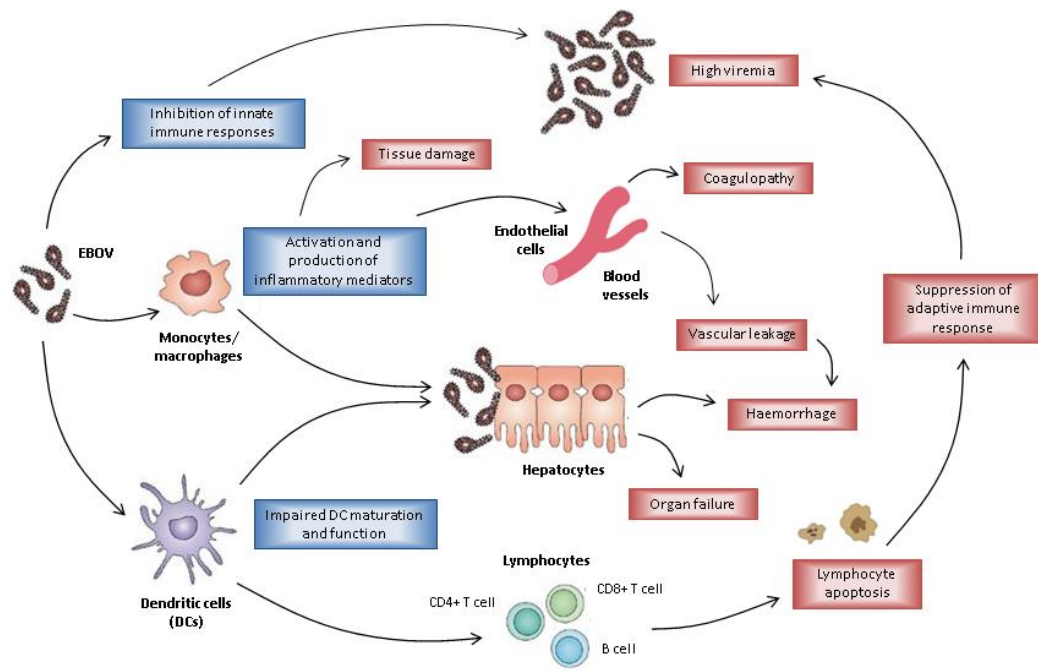 High viremia
Inhibition of innate
immune responses
Tissue damage
Coagulopathy
EBOV
Activation and
production of
inflammatory mediators
Endothelial
cells
Blood
vessels
Monocytes/
macrophages
Suppression of
adaptive immune
response
Vascular leakage
Haemorrhage
Hepatocytes
Organ failure
Impaired DC maturation
and function
Dendritic cells
(DCs)
Lymphocytes
CD4+ T cell
CD8+ T cell
B cell
Lymphocyte
apoptosis